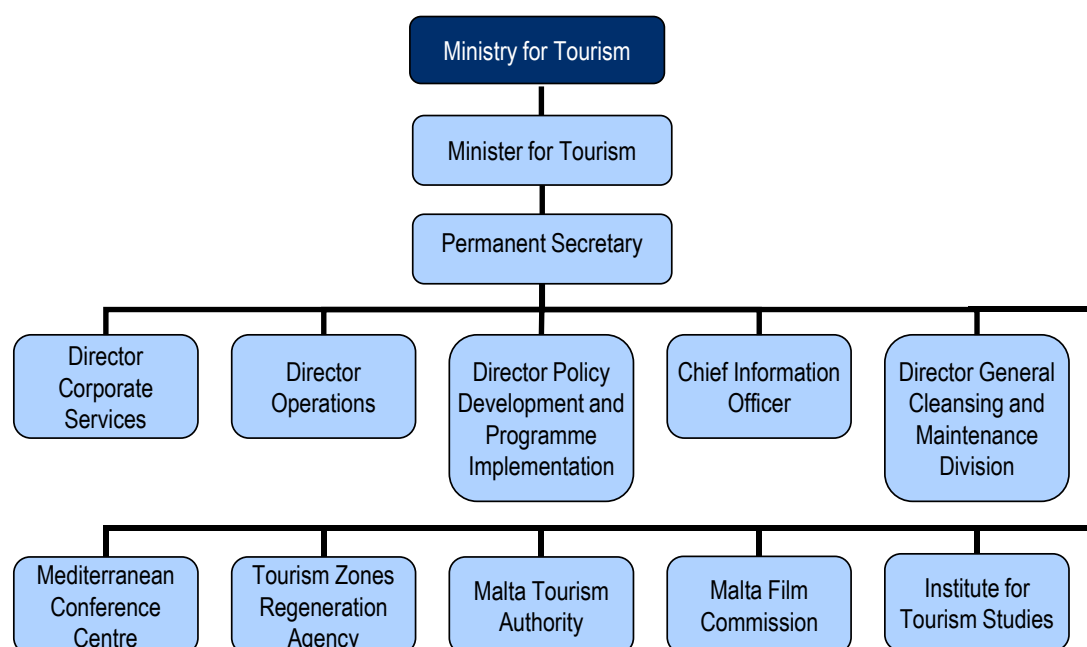 Ministry for Tourism
Minister for Tourism
Permanent Secretary
Director
Corporate
Services
Director
Operations
Director Policy
Development and
Programme
Implementation
Chief Information
Officer
Director General
Cleansing and
Maintenance
Division
Mediterranean
Conference
Centre
Tourism Zones
Regeneration
Agency
Malta Tourism
Authority
Malta Film
Commission
Institute for
Tourism Studies